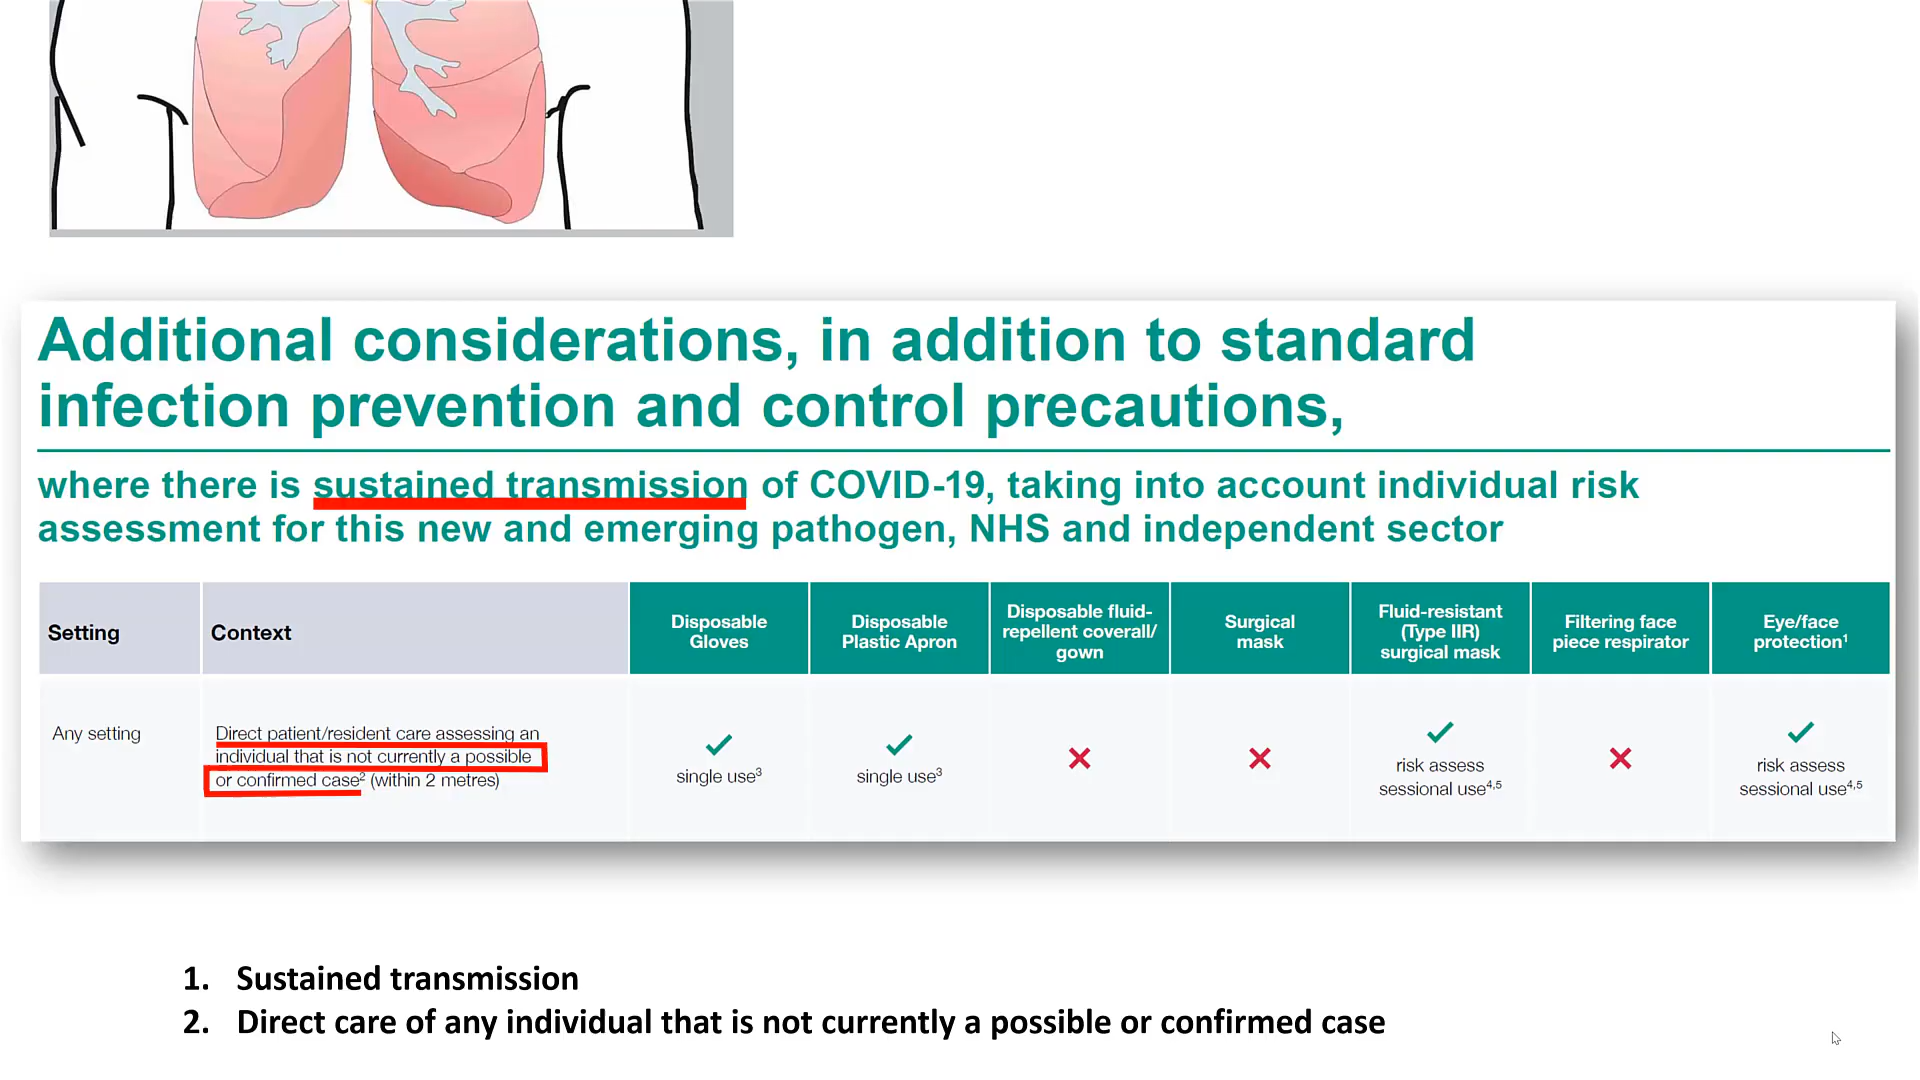 Additional considerations, in addition to standard
infection prevention and control precautions,
where there is sustained transmission of COVID-19, taking into account individual risk
assessment for this new and emerging pathogen, NHS and independent sector
Setting
Context
Disposable
Gloves
Disposable
Plastic Apron
Disposable fluid-
repellent coverall/
gown
Surgical
mask
Fluid-resistant
(Type IIR)
surgical mask
Filtering face
piece respirator
Eye/face
protection¹
Any setting
Direct patient/resident care assessing an
individual that is not currently a possible
or confirmed case² (within 2 metres)
single use³
single use³
risk assess
sessional use⁴,⁵
risk assess
sessional use⁴,⁵
1. Sustained transmission
2. Direct care of any individual that is not currently a possible or confirmed case